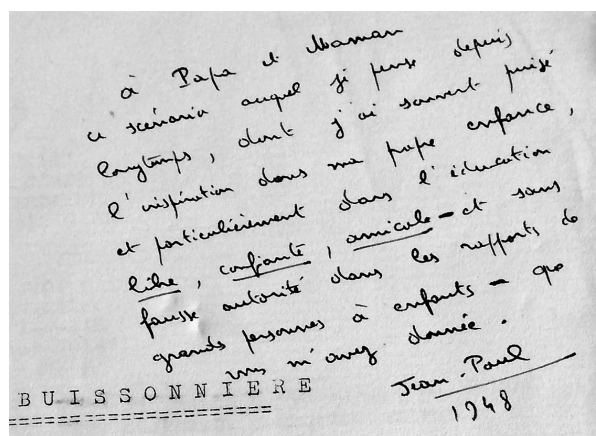 à Papa et Maman
ce scénario auquel je pense depuis
longtemps, dont j'ai souvent puisé
l'inspiration dans ma propre enfance,
et particulièrement dans l'éducation
libre, confiante, amicale - et sans
fausse autorité dans les rapports de
grandes personnes à enfants - que
vous m'avez donnée.
Jean-Paul
1948
BUISSONNIERE
=========================